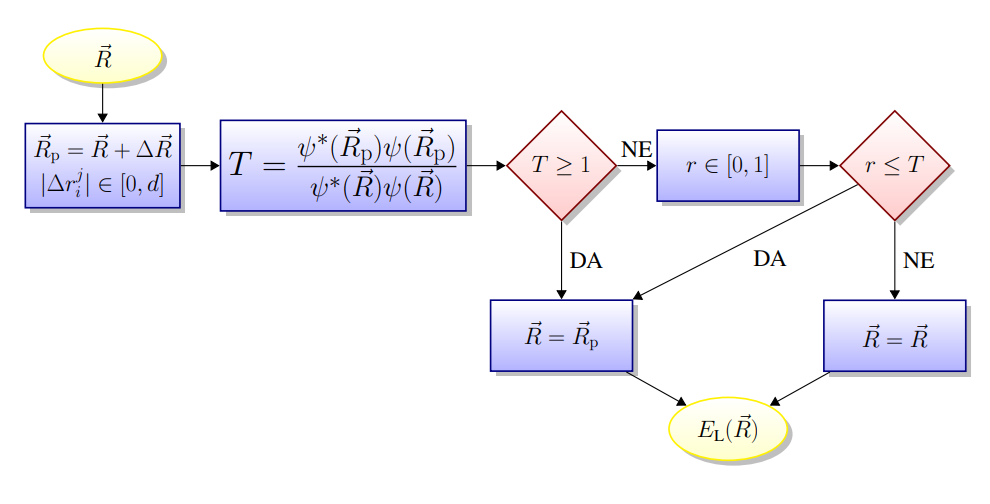 $\vec{R}$
$\vec{R}_{\mathrm{p}} = \vec{R} + \Delta\vec{R}$
$|\Delta r_i^j| \in [0, d]$
$T = \dfrac{\psi^*(\vec{R}_{\mathrm{p}})\psi(\vec{R}_{\mathrm{p}})}{\psi^*(\vec{R})\psi(\vec{R})}$
$T \geq 1$
NE
$r \in [0, 1]$
$r \leq T$
DA
DA
NE
$\vec{R} = \vec{R}_{\mathrm{p}}$
$\vec{R} = \vec{R}$
$E_{\mathrm{L}}(\vec{R})$